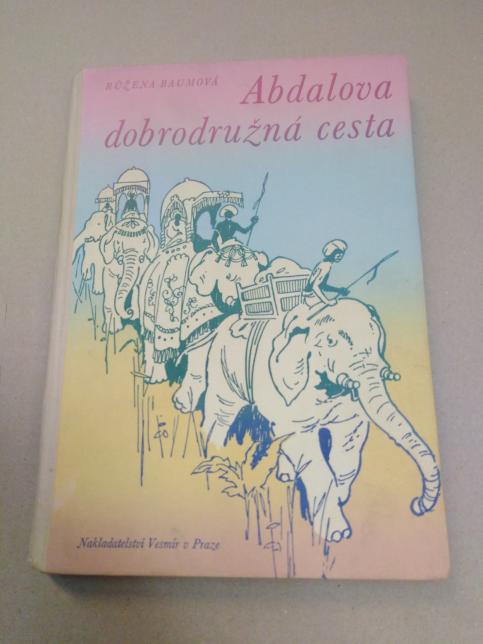 RŮŽENA BAUMOVÁ
Abdalova
dobrodružná cesta
Nakladatelství Vesmír v Praze